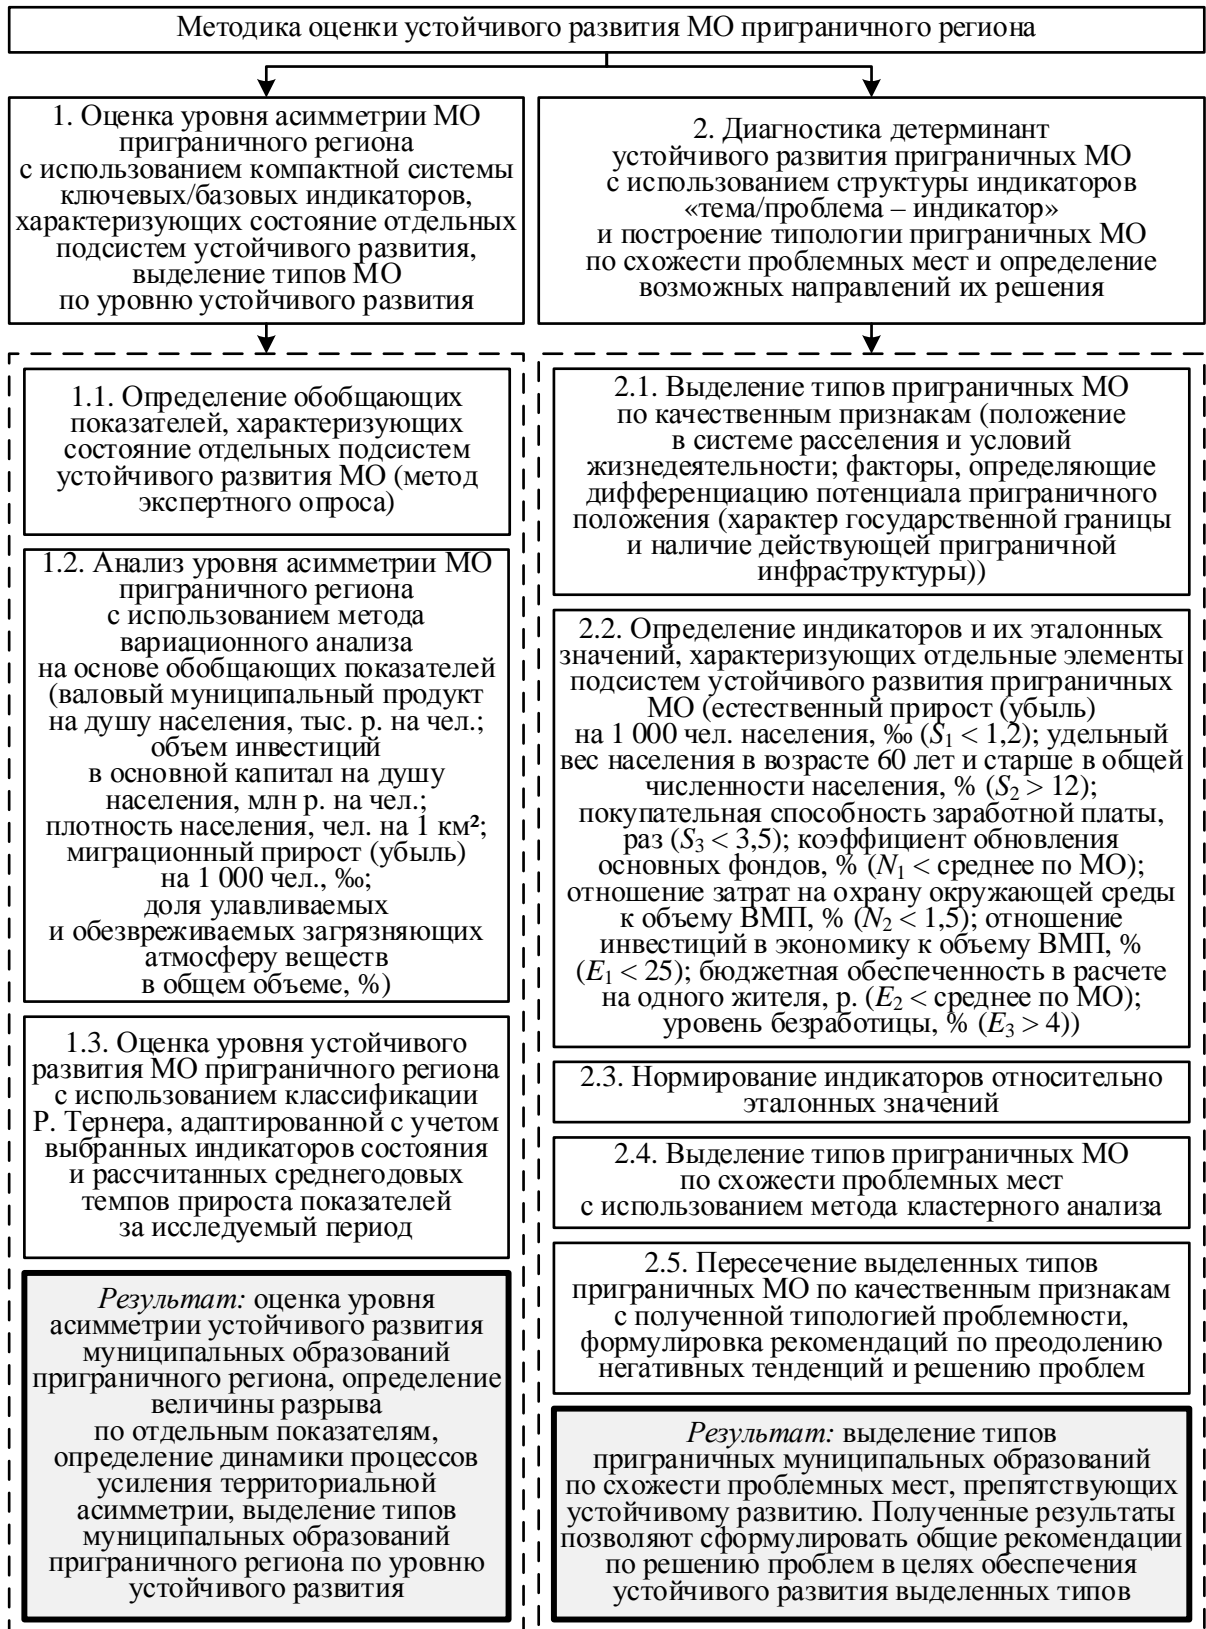 Методика оценки устойчивого развития МО приграничного региона
1. Оценка уровня асимметрии МО
приграничного региона
с использованием компактной системы
ключевых/базовых индикаторов,
характеризующих состояние отдельных
подсистем устойчивого развития,
выделение типов МО
по уровню устойчивого развития
2. Диагностика детерминант
устойчивого развития приграничных МО
с использованием структуры индикаторов
«тема/проблема – индикатор»
и построение типологии приграничных МО
по схожести проблемных мест и определение
возможных направлений их решения
1.1. Определение обобщающих
показателей, характеризующих
состояние отдельных подсистем
устойчивого развития МО (метод
экспертного опроса)
1.2. Анализ уровня асимметрии МО
приграничного региона
с использованием метода
вариационного анализа
на основе обобщающих показателей
(валовый муниципальный продукт
на душу населения, тыс. р. на чел.;
объем инвестиций
в основной капитал на душу
населения, млн р. на чел.;
плотность населения, чел. на 1 км²;
миграционный прирост (убыль)
на 1 000 чел., ‰;
доля улавливаемых
и обезвреживаемых загрязняющих
атмосферу веществ
в общем объеме, %)
1.3. Оценка уровня устойчивого
развития МО приграничного региона
с использованием классификации
Р. Тернера, адаптированной с учетом
выбранных индикаторов состояния
и рассчитанных среднегодовых
темпов прироста показателей
за исследуемый период
Результат: оценка уровня
асимметрии устойчивого развития
муниципальных образований
приграничного региона, определение
величины разрыва
по отдельным показателям,
определение динамики процессов
усиления территориальной
асимметрии, выделение типов
муниципальных образований
приграничного региона по уровню
устойчивого развития
2.1. Выделение типов приграничных МО
по качественным признакам (положение
в системе расселения и условий
жизнедеятельности; факторы, определяющие
дифференциацию потенциала приграничного
положения (характер государственной границы
и наличие действующей приграничной
инфраструктуры))
2.2. Определение индикаторов и их эталонных
значений, характеризующих отдельные элементы
подсистем устойчивого развития приграничных
МО (естественный прирост (убыль)
на 1 000 чел. населения, ‰ (S₁ < 1,2); удельный
вес населения в возрасте 60 лет и старше в общей
численности населения, % (S₂ > 12);
покупательная способность заработной платы,
раз (S₃ < 3,5); коэффициент обновления
основных фондов, % (N₁ < среднее по МО);
отношение затрат на охрану окружающей среды
к объему ВМП, % (N₂ < 1,5); отношение
инвестиций в экономику к объему ВМП, %
(E₁ < 25); бюджетная обеспеченность в расчете
на одного жителя, р. (E₂ < среднее по МО);
уровень безработицы, % (E₃ > 4))
2.3. Нормирование индикаторов относительно
эталонных значений
2.4. Выделение типов приграничных МО
по схожести проблемных мест
с использованием метода кластерного анализа
2.5. Пересечение выделенных типов
приграничных МО по качественным признакам
с полученной типологией проблемности,
формулировка рекомендаций по преодолению
негативных тенденций и решению проблем
Результат: выделение типов
приграничных муниципальных образований
по схожести проблемных мест, препятствующих
устойчивому развитию. Полученные результаты
позволяют сформулировать общие рекомендации
по решению проблем в целях обеспечения
устойчивого развития выделенных типов